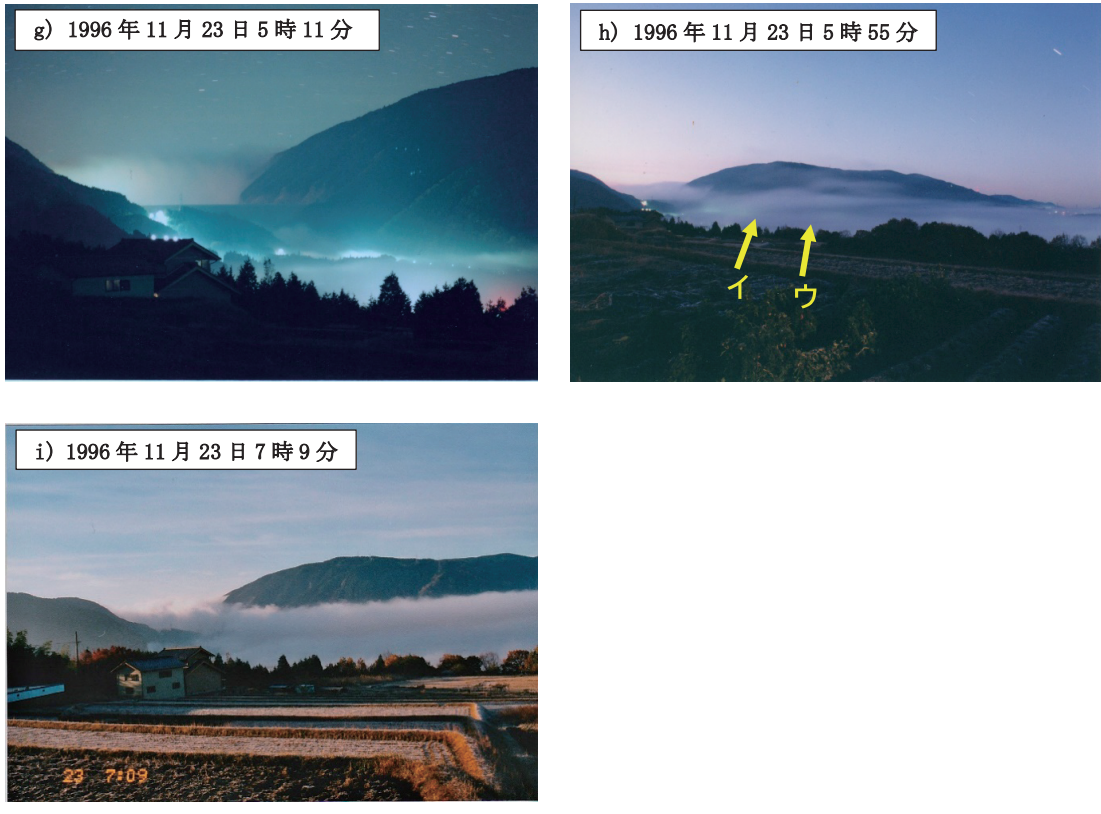 g) 1996年11月23日5時11分
h) 1996年11月23日5時55分
イ
ウ
i) 1996年11月23日7時9分
23 7:09